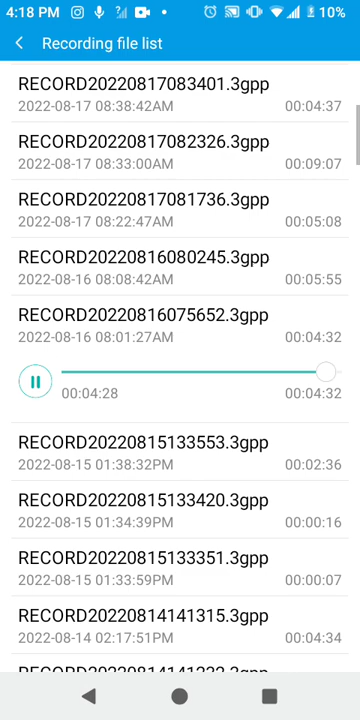 4:18 PM
10%
Recording file list
RECORD20220817083401.3gpp
2022-08-17 08:38:42AM 00:04:37
RECORD20220817082326.3gpp
2022-08-17 08:33:00AM 00:09:07
RECORD20220817081736.3gpp
2022-08-17 08:22:47AM 00:05:08
RECORD20220816080245.3gpp
2022-08-16 08:08:42AM 00:05:55
RECORD20220816075652.3gpp
2022-08-16 08:01:27AM 00:04:32
00:04:28 00:04:32
RECORD20220815133553.3gpp
2022-08-15 01:38:32PM 00:02:36
RECORD20220815133420.3gpp
2022-08-15 01:34:39PM 00:00:16
RECORD20220815133351.3gpp
2022-08-15 01:33:59PM 00:00:07
RECORD20220814141315.3gpp
2022-08-14 02:17:51PM 00:04:34